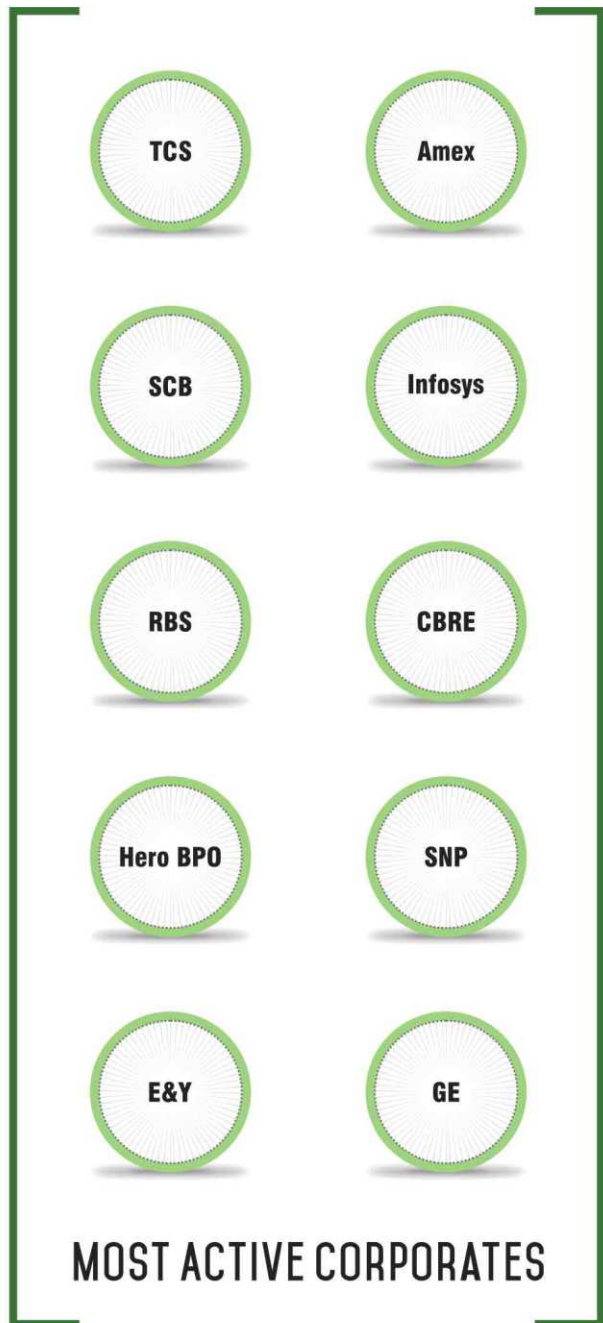 TCS
Amex
SCB
Infosys
RBS
CBRE
Hero BPO
SNP
E&Y
GE
MOST ACTIVE CORPORATES